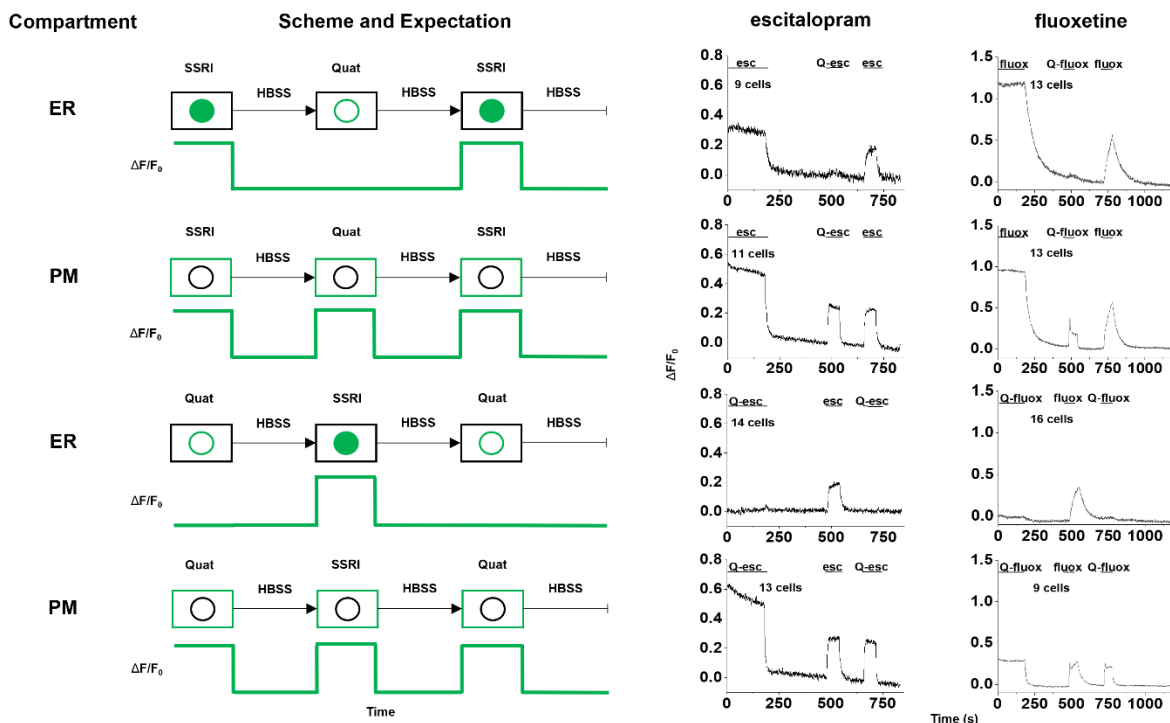 Compartment Scheme and Expectation escitalopram fluoxetine
ER
SSRI Quat SSRI
HBSS HBSS HBSS
ΔF/F0
esc Q-esc esc
9 cells
0.8
0.6
0.4
0.2
0.0
0 250 500 750
fluox Q-fluox fluox
13 cells
1.5
1.0
0.5
0.0
0 250 500 750 1000
PM
SSRI Quat SSRI
HBSS HBSS HBSS
ΔF/F0
esc Q-esc esc
11 cells
0.8
0.6
0.4
0.2
0.0
0 250 500 750
ΔF/F0
fluox Q-fluox fluox
13 cells
1.5
1.0
0.5
0.0
0 250 500 750 1000
ER
Quat SSRI Quat
HBSS HBSS HBSS
ΔF/F0
Q-esc esc Q-esc
14 cells
0.8
0.6
0.4
0.2
0.0
0 250 500 750
Q-fluox fluox Q-fluox
16 cells
1.5
1.0
0.5
0.0
0 250 500 750 1000
PM
Quat SSRI Quat
HBSS HBSS HBSS
ΔF/F0
Time
Q-esc esc Q-esc
13 cells
0.8
0.6
0.4
0.2
0.0
0 250 500 750
Q-fluox fluox Q-fluox
9 cells
1.5
1.0
0.5
0.0
0 250 500 750 1000
Time (s)